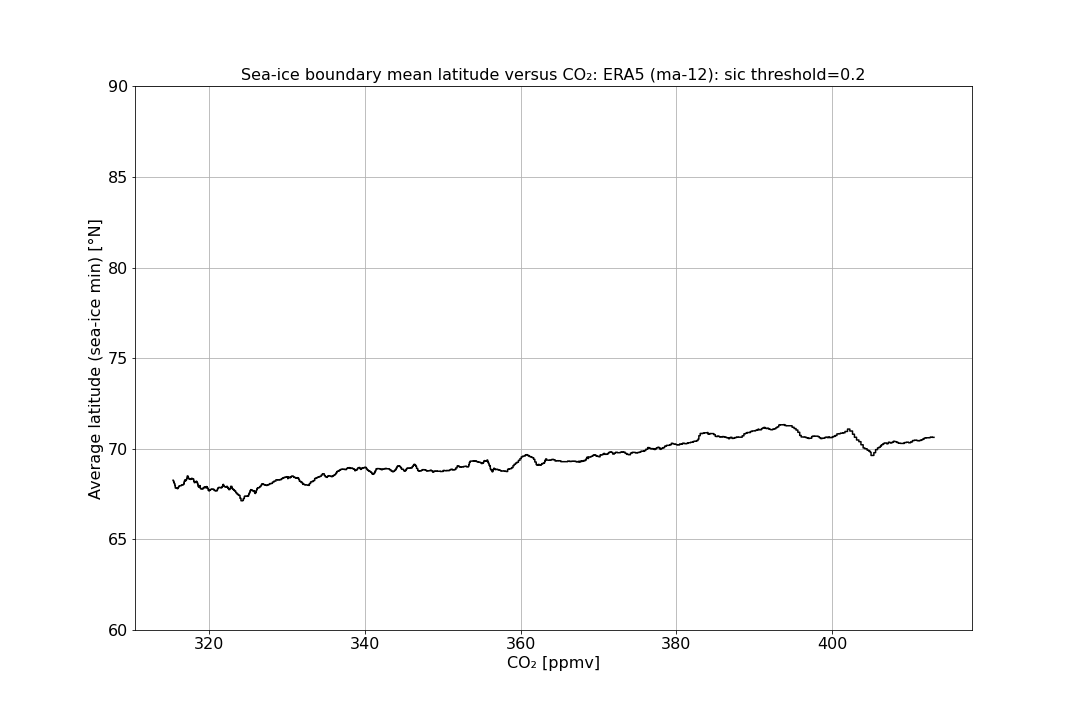 Sea-ice boundary mean latitude versus CO₂: ERA5 (ma-12): sic threshold=0.2
90
85
80
75
70
65
60
Average latitude (sea-ice min) [°N]
320 340 360 380 400
CO₂ [ppmv]